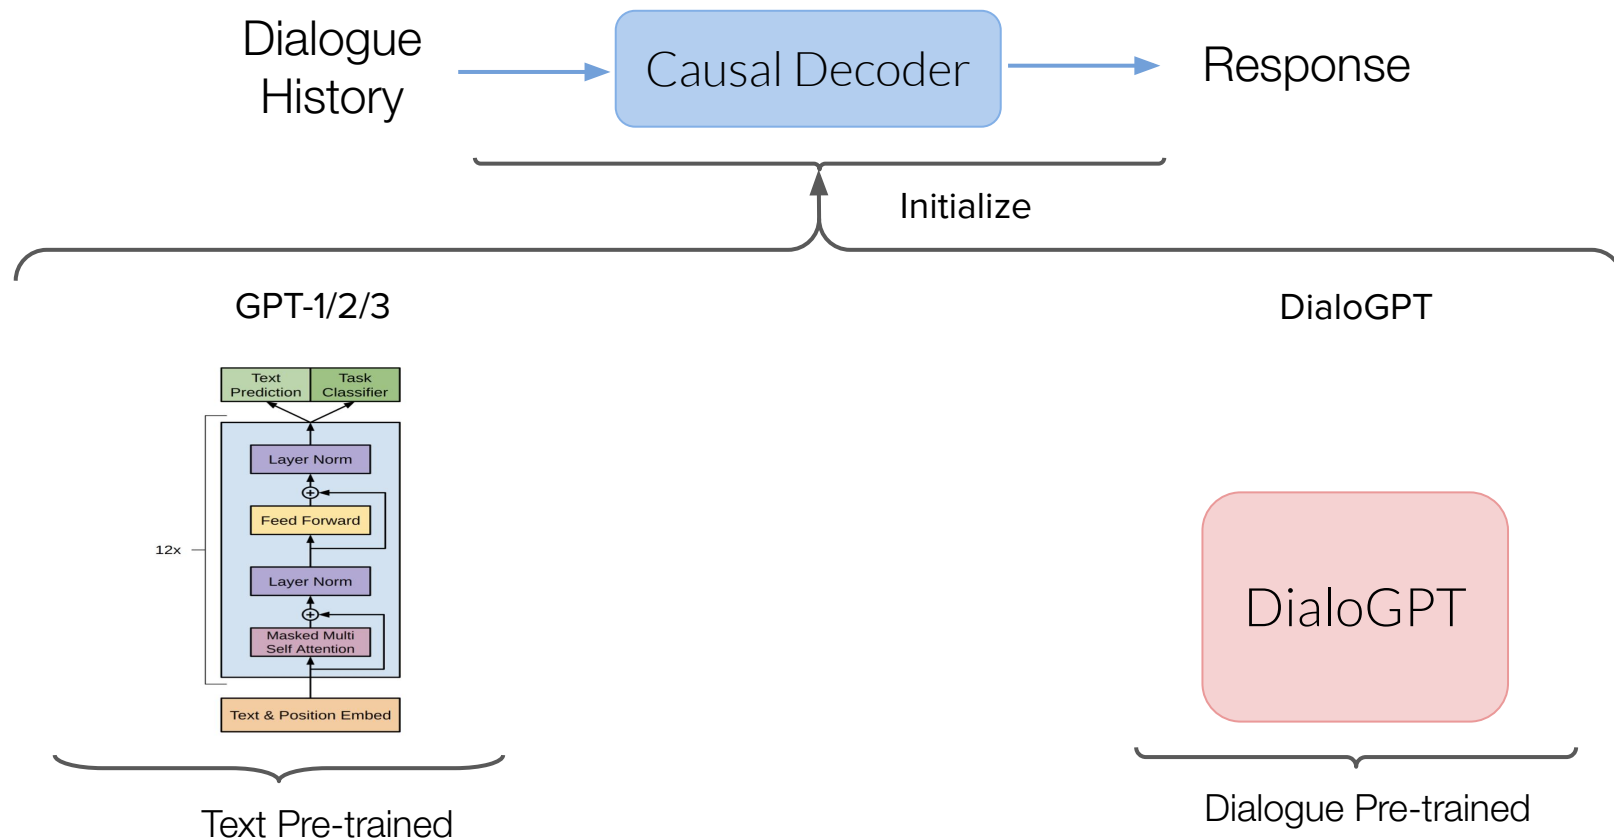 Dialogue
History
Causal Decoder
Response
Initialize
GPT-1/2/3
DialoGPT
Text
Prediction
Task
Classifier
Layer Norm
Feed Forward
12x
Layer Norm
Masked Multi
Self Attention
Text & Position Embed
DialoGPT
Text Pre-trained
Dialogue Pre-trained